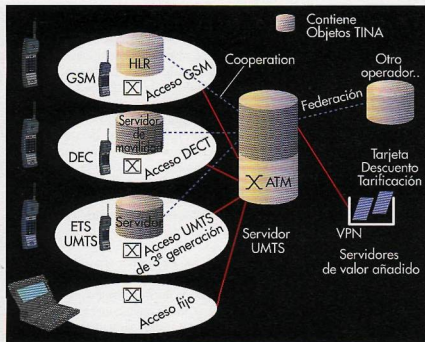 Contiene
Objetos TINA
HLR
GSM
Acceso GSM
Cooperation
Otro
operador..
Federación
Servidor
de
movilidad
DEC
Acceso DECT
ATM
Tarjeta
Descuento
Tarificación
ETS
UMTS
Servidor
Acceso UMTS
de 3ª generación
Servidor
UMTS
VPN
Servidores
de valor añadido
Acceso fijo